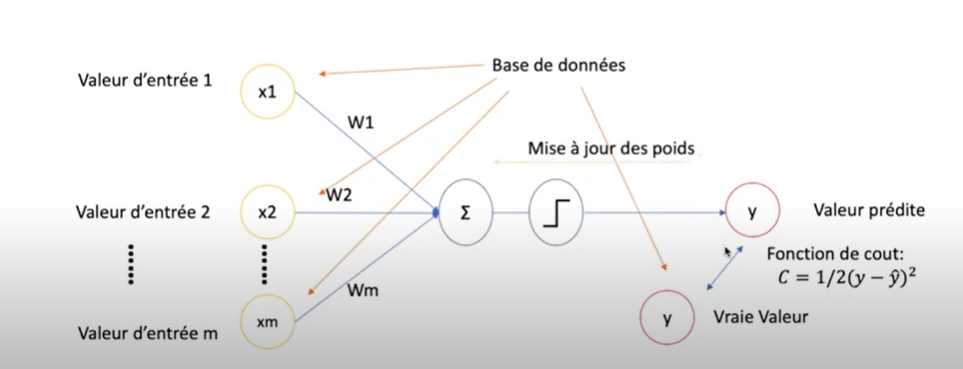 Base de données
Valeur d'entrée 1
x1
W1
Mise à jour des poids
W2
Valeur d'entrée 2
x2
Σ
y
Valeur prédite
Fonction de cout:
C = 1/2(y − ŷ)²
Wm
xm
Valeur d'entrée m
y
Vraie Valeur